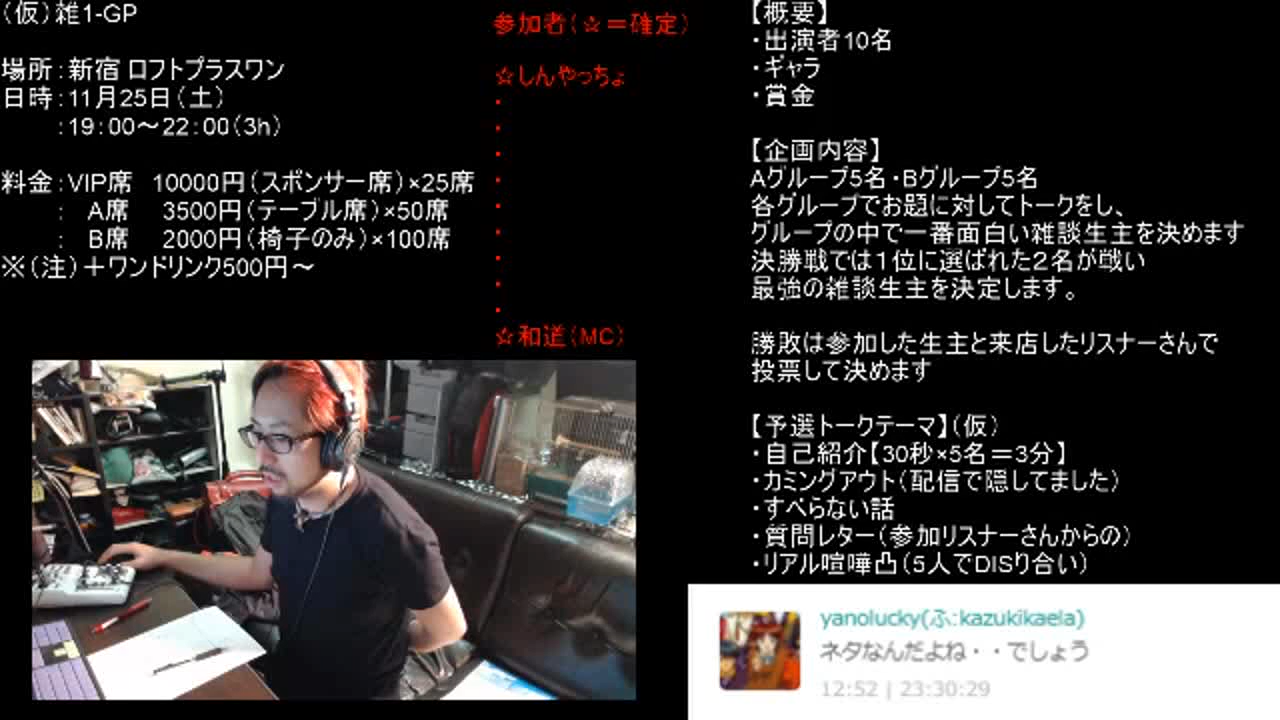 (仮)雑1-GP
場所:新宿 ロフトプラスワン
日時:11月25日(土)
:19:00~22:00(3h)
料金:VIP席 10000円(スポンサー席)×25席
: A席 3500円(テーブル席)×50席
: B席 2000円(椅子のみ)×100席
※(注)+ワンドリンク500円~
参加者(☆=確定)
☆しんやっちょ
・
・
・
・
・
・
・
・
・
☆和道(MC)
【概要】
・出演者10名
・ギャラ
・賞金
【企画内容】
Aグループ5名・Bグループ5名
各グループでお題に対してトークをし、
グループの中で一番面白い雑談生主を決めます
決勝戦では1位に選ばれた2名が戦い
最強の雑談生主を決定します。
勝敗は参加した生主と来店したリスナーさんで
投票して決めます
【予選トークテーマ】(仮)
・自己紹介【30秒×5名=3分】
・カミングアウト(配信で隠してました)
・すべらない話
・質問レター(参加リスナーさんからの)
・リアル喧嘩凸(5人でDISり合い)
yanolucky(ふ:kazukikaela)
ネタなんだよね・・でしょう
12:52 | 23:30:29